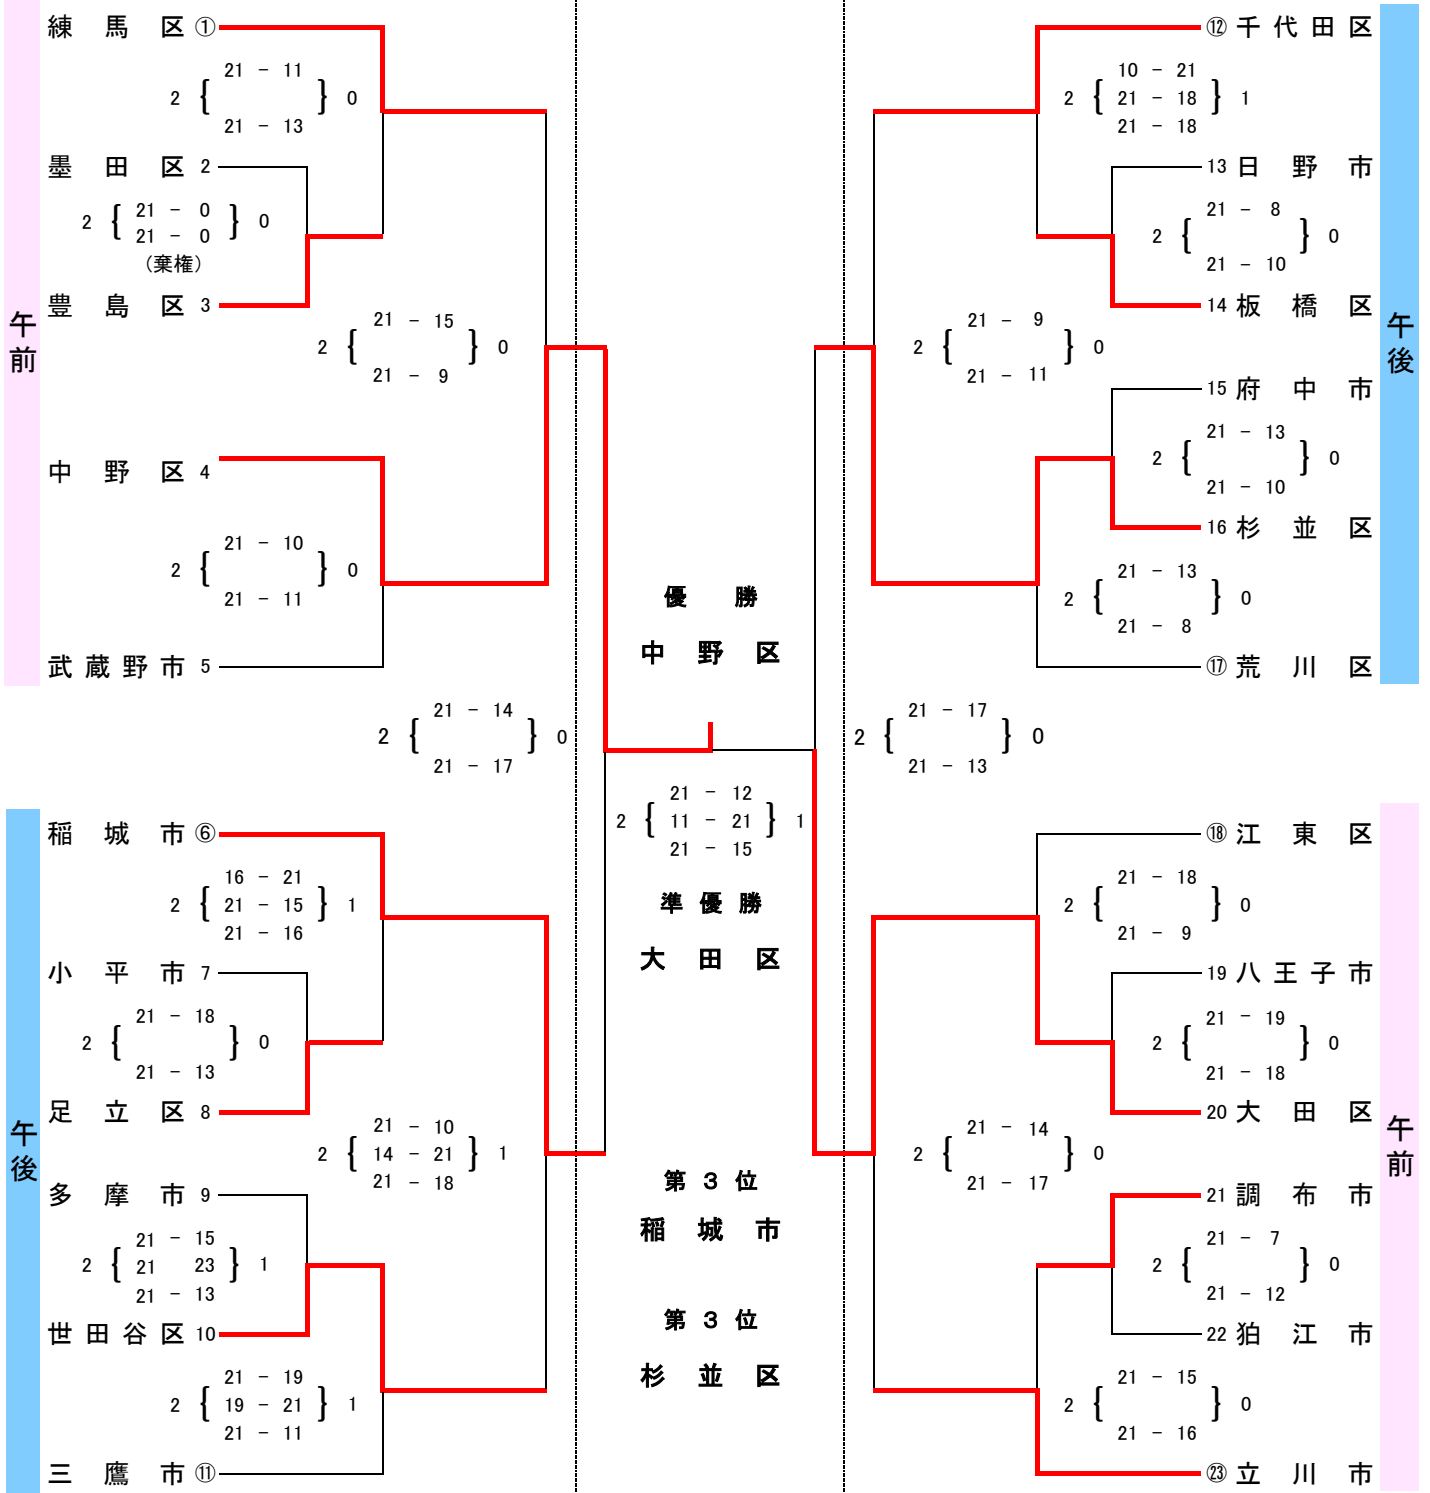 午前
練馬区 ①
21 － 11
2 { } 0
21 － 13
墨田区 2
21 － 0
2 { } 0
21 － 0
（棄権）
豊島区 3
21 － 15
2 { } 0
21 － 9
中野区 4
21 － 10
2 { } 0
21 － 11
武蔵野市 5
21 － 14
2 { } 0
21 － 17
午後
稲城市 ⑥
16 － 21
2 { 21 － 15 } 1
21 － 16
小平市 7
21 － 18
2 { } 0
21 － 13
足立区 8
21 － 10
2 { 14 － 21 } 1
21 － 18
多摩市 9
21 － 15
2 { 21 23 } 1
21 － 13
世田谷区 10
21 － 19
2 { 19 － 21 } 1
21 － 11
三鷹市 ⑪
優勝
中野区
21 － 12
2 { 11 － 21 } 1
21 － 15
準優勝
大田区
第３位
稲城市
第３位
杉並区
午後
⑫ 千代田区
10 － 21
2 { 21 － 18 } 1
21 － 18
13 日野市
21 － 8
2 { } 0
21 － 10
14 板橋区
21 － 9
2 { } 0
21 － 11
15 府中市
21 － 13
2 { } 0
21 － 10
16 杉並区
21 － 13
2 { } 0
21 － 8
⑰ 荒川区
21 － 17
2 { } 0
21 － 13
午前
⑱ 江東区
21 － 18
2 { } 0
21 － 9
19 八王子市
21 － 19
2 { } 0
21 － 18
20 大田区
21 － 14
2 { } 0
21 － 17
21 調布市
21 － 7
2 { } 0
21 － 12
22 狛江市
21 － 15
2 { } 0
21 － 16
㉓ 立川市